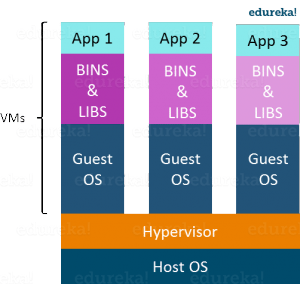 edureka!
App 1
App 2
App 3
BINS
&
LIBS
BINS
&
LIBS
BINS
&
LIBS
VMs
Guest
OS
Guest
OS
Guest
OS
Hypervisor
Host OS